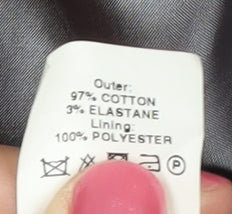 Outer:
97% COTTON
3% ELASTANE
Lining:
100% POLYESTER
P